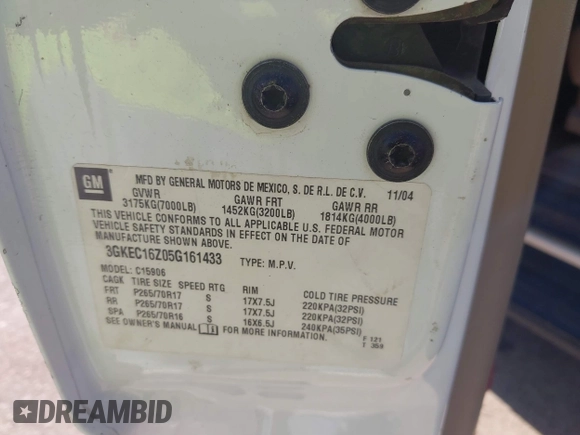 GM
MFD BY GENERAL MOTORS DE MEXICO, S. DE R.L. DE C.V. 11/04
GVWR GAWR FRT GAWR RR
3175KG(7000LB) 1452KG(3200LB) 1814KG(4000LB)
THIS VEHICLE CONFORMS TO ALL APPLICABLE U.S. FEDERAL MOTOR
VEHICLE SAFETY STANDARDS IN EFFECT ON THE DATE OF
MANUFACTURE SHOWN ABOVE.
3GKEC16Z05G161433 TYPE: M.P.V.
MODEL: C15906
CAGK TIRE SIZE SPEED RTG RIM COLD TIRE PRESSURE
FRT P265/70R17 S 17X7.5J 220KPA(32PSI)
RR P265/70R17 S 17X7.5J 220KPA(32PSI)
SPA P265/70R16 S 16X6.5J 240KPA(35PSI)
SEE OWNER'S MANUAL FOR MORE INFORMATION. F 121
T 359
DREAMBID